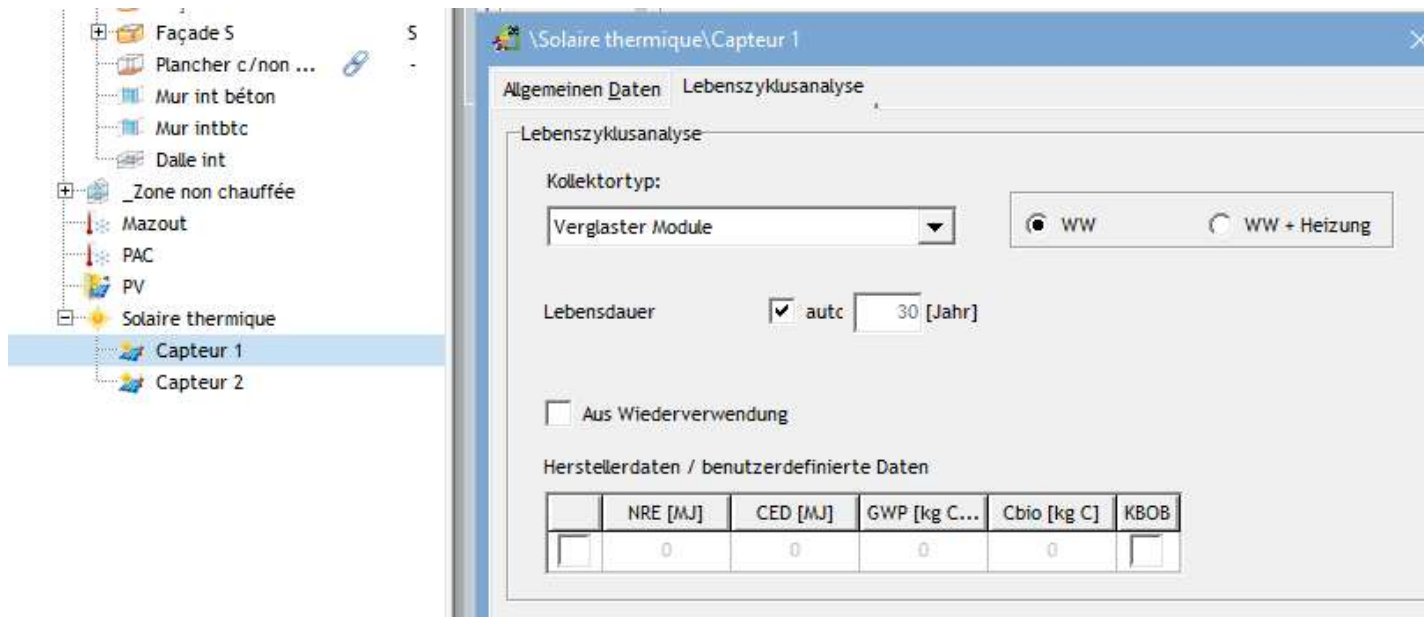 Façade S S
Plancher c/non ... -
Mur int béton
Mur intbtc
Dalle int
_Zone non chauffée
Mazout
PAC
PV
Solaire thermique
Capteur 1
Capteur 2
\Solaire thermique\Capteur 1
Allgemeinen Daten Lebenszyklusanalyse
Lebenszyklusanalyse
Kollektortyp:
Verglaster Module WW WW + Heizung
Lebensdauer autc 30 [Jahr]
Aus Wiederverwendung
Herstellerdaten / benutzerdefinierte Daten
NRE [MJ] CED [MJ] GWP [kg C... Cbio [kg C] KBOB
0 0 0 0